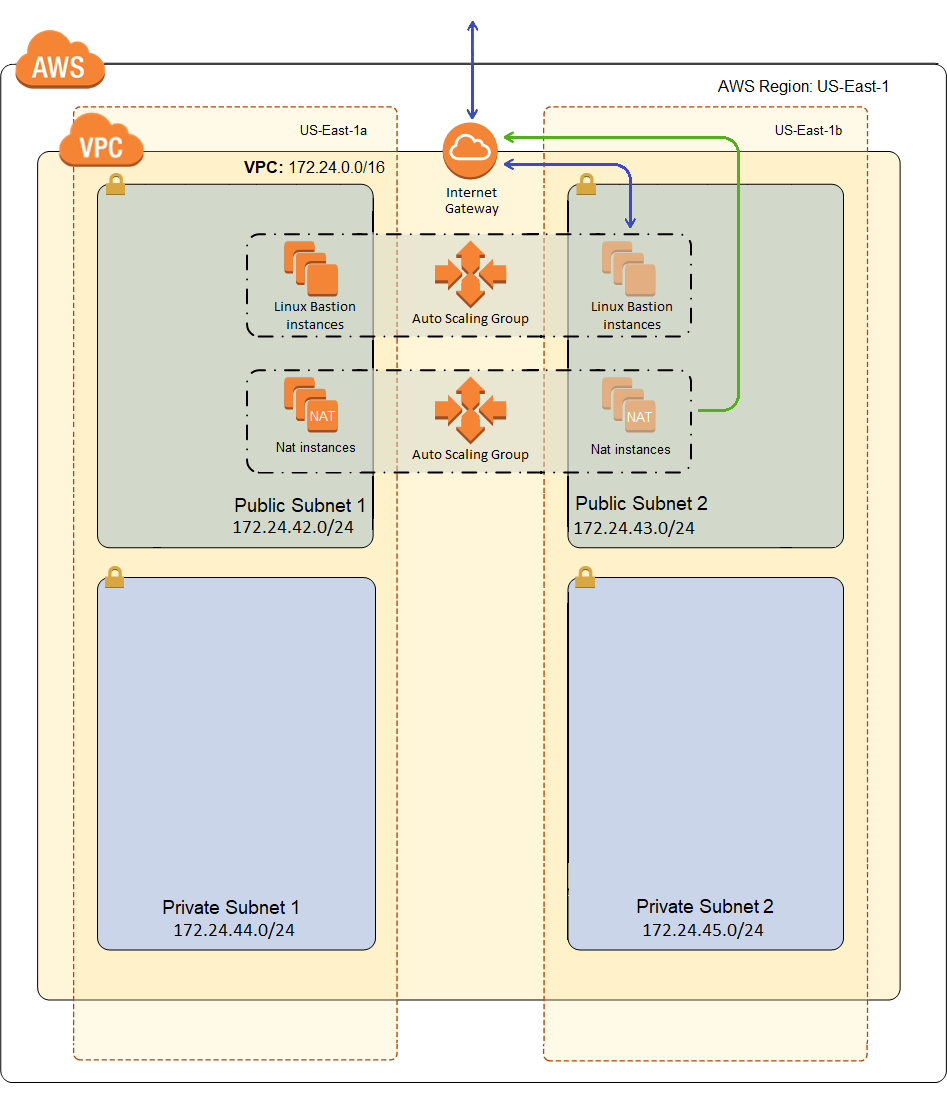 AWS
AWS Region: US-East-1
US-East-1a
US-East-1b
VPC
VPC: 172.24.0.0/16
Internet
Gateway
Linux Bastion
instances
Auto Scaling Group
Linux Bastion
instances
NAT
Nat instances
Auto Scaling Group
NAT
Nat instances
Public Subnet 1
172.24.42.0/24
Public Subnet 2
172.24.43.0/24
Private Subnet 1
172.24.44.0/24
Private Subnet 2
172.24.45.0/24